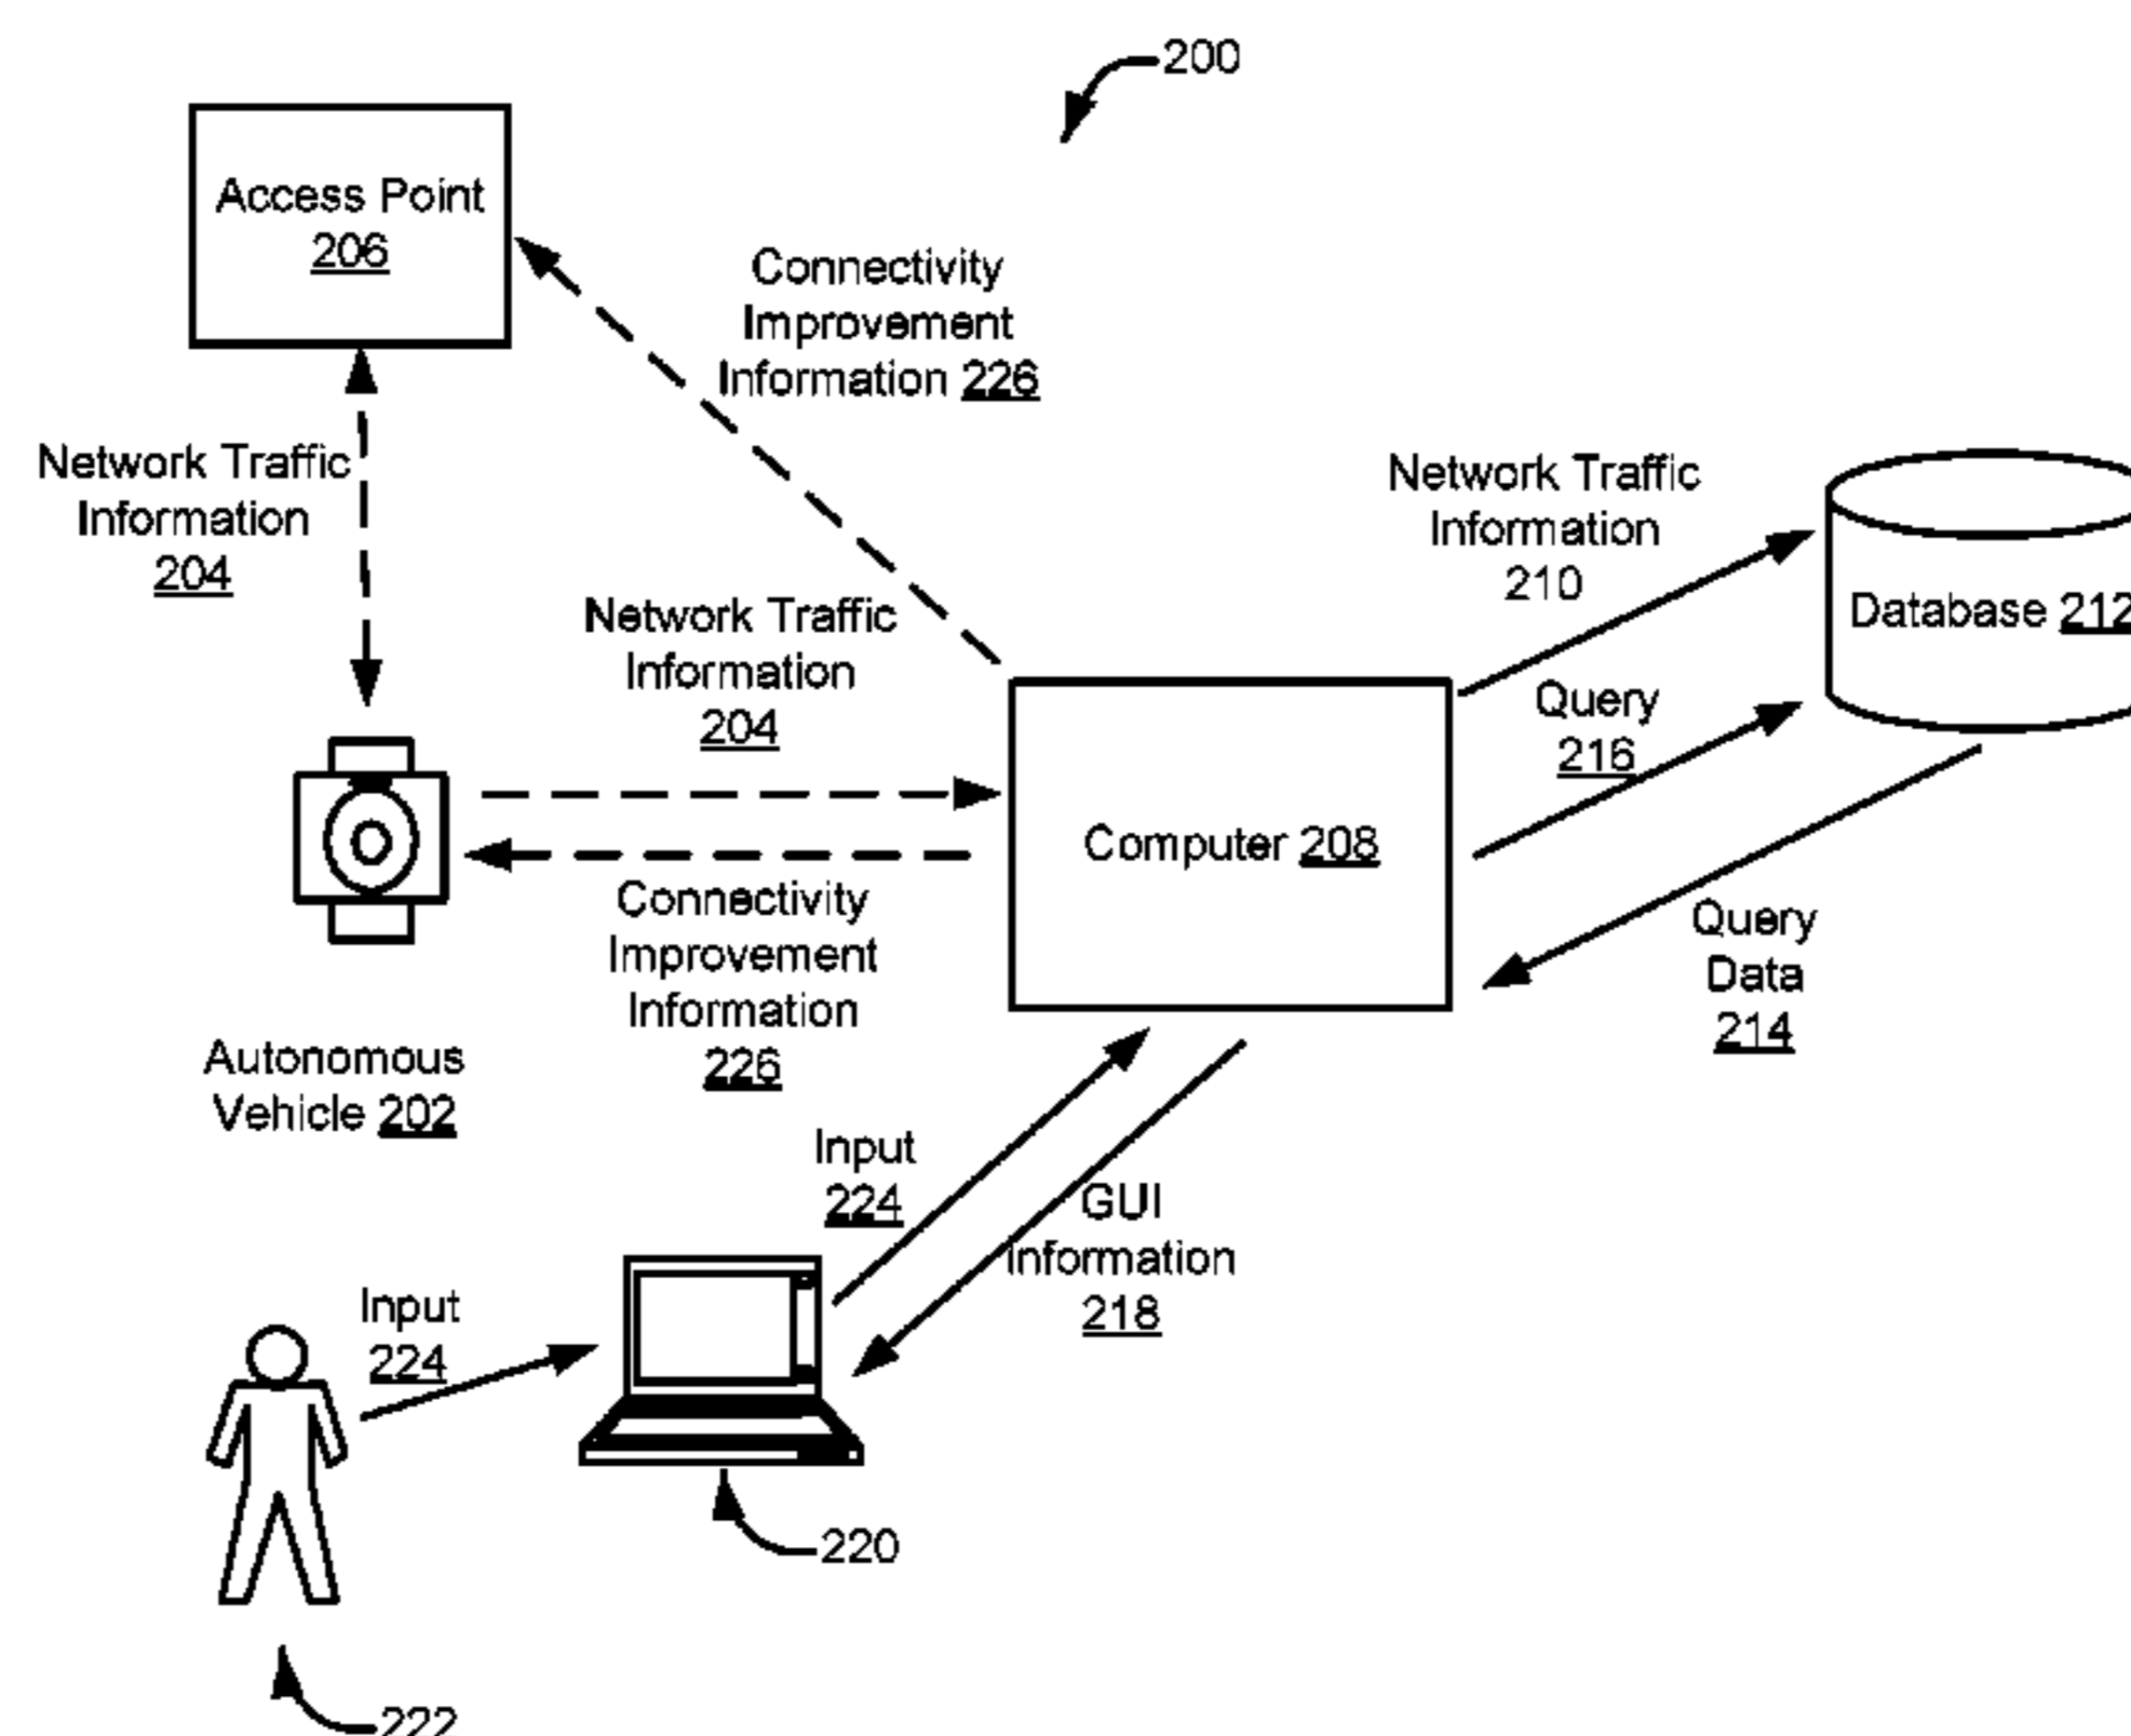 200
Access Point
206
Connectivity
Improvement
Information 226
Network Traffic
Information
204
Network Traffic
Information
210
Database 212
Network Traffic
Information
204
Query
216
Computer 208
Connectivity
Improvement
Information
226
Query
Data
214
Autonomous
Vehicle 202
Input
224
GUI
Information
218
Input
224
220
222